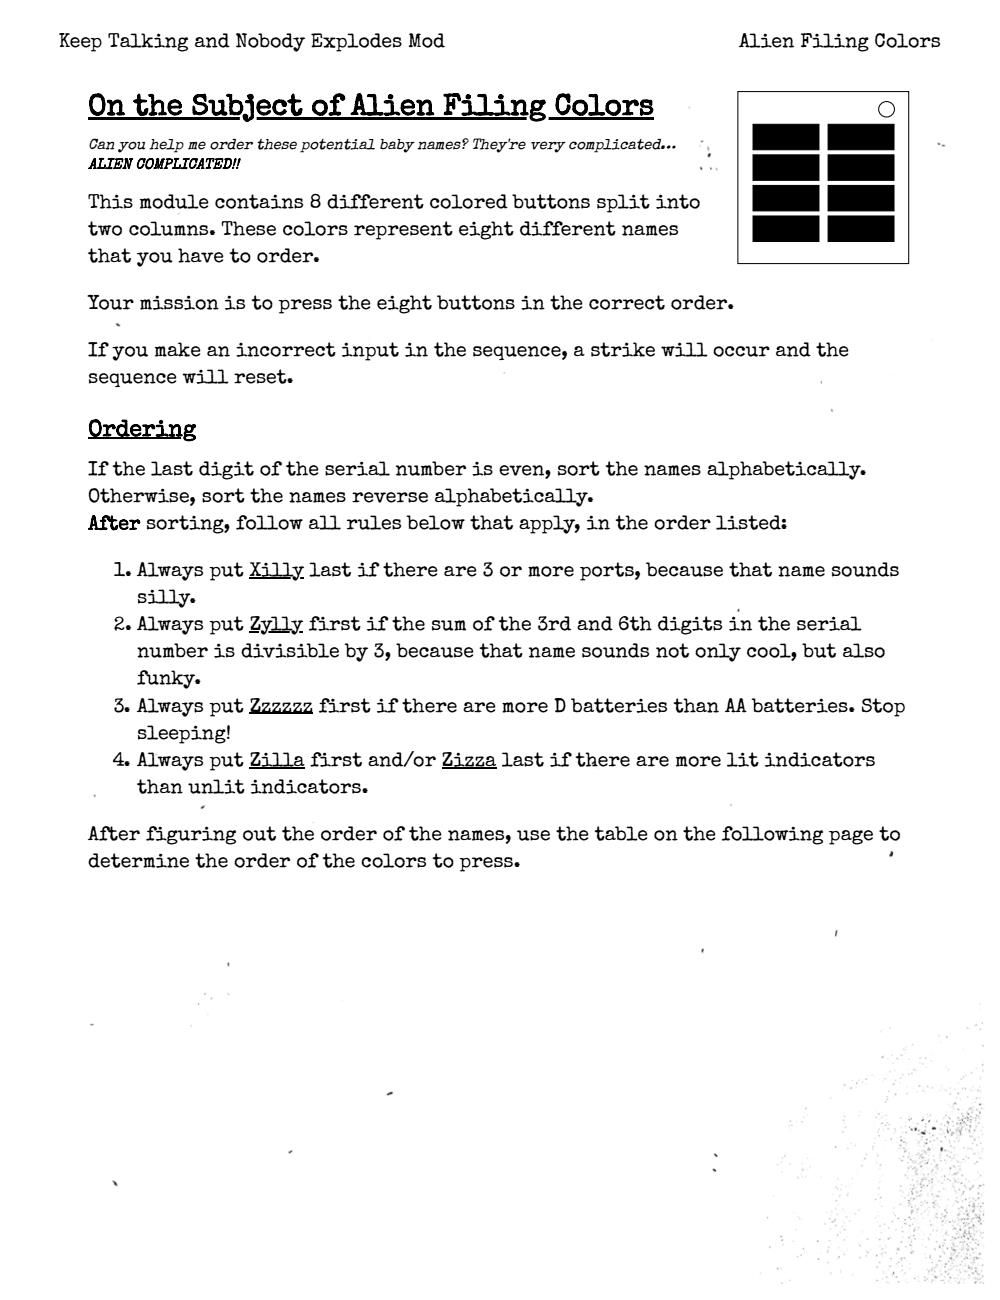 Keep Talking and Nobody Explodes Mod
Alien Filing Colors
On the Subject of Alien Filing Colors
Can you help me order these potential baby names? They're very complicated...
ALIEN COMPLICATED!!
This module contains 8 different colored buttons split into
two columns. These colors represent eight different names
that you have to order.
Your mission is to press the eight buttons in the correct order.
If you make an incorrect input in the sequence, a strike will occur and the
sequence will reset.
Ordering
If the last digit of the serial number is even, sort the names alphabetically.
Otherwise, sort the names reverse alphabetically.
After sorting, follow all rules below that apply, in the order listed:
1. Always put Xilly last if there are 3 or more ports, because that name sounds
silly.
2. Always put Zylly first if the sum of the 3rd and 6th digits in the serial
number is divisible by 3, because that name sounds not only cool, but also
funky.
3. Always put Zzzzzz first if there are more D batteries than AA batteries. Stop
sleeping!
4. Always put Zilla first and/or Zizza last if there are more lit indicators
than unlit indicators.
After figuring out the order of the names, use the table on the following page to
determine the order of the colors to press.